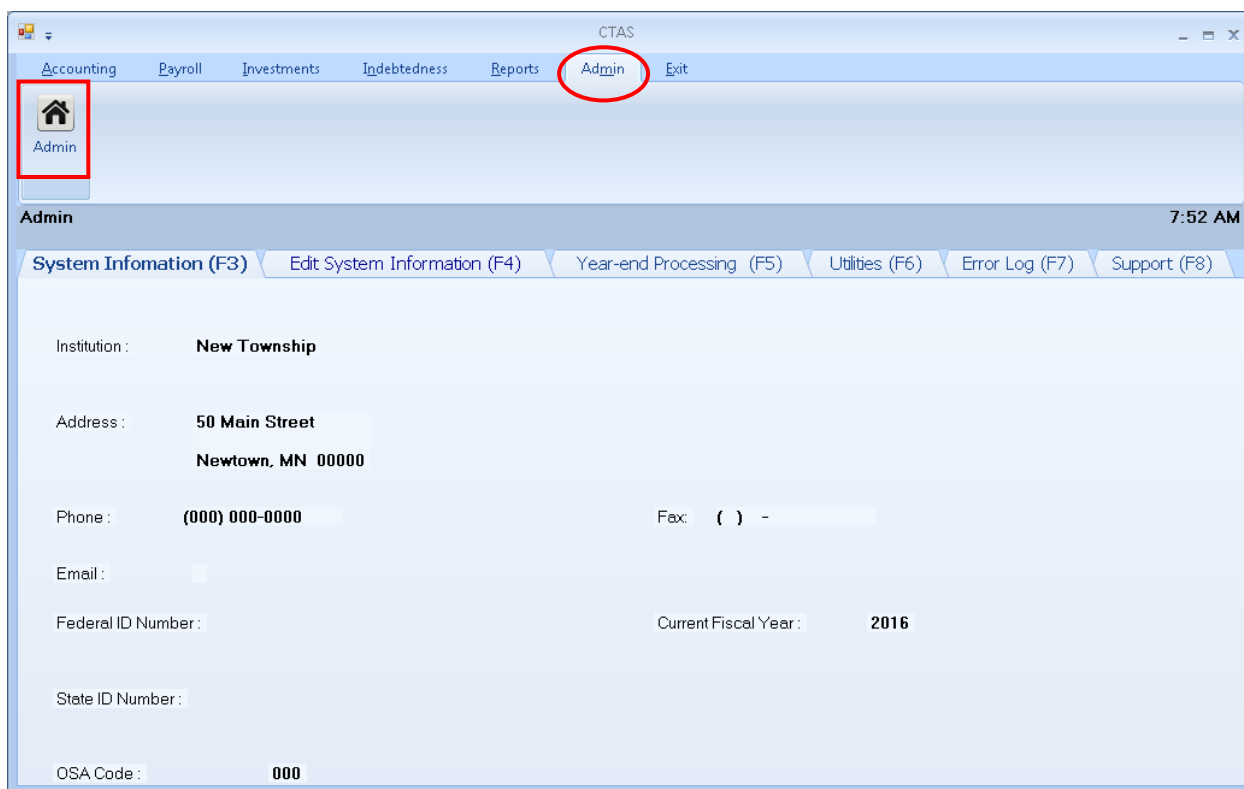 CTAS
Accounting Payroll Investments Indebtedness Reports Admin Exit
Admin
Admin 7:52 AM
System Infomation (F3) Edit System Information (F4) Year-end Processing (F5) Utilities (F6) Error Log (F7) Support (F8)
Institution : New Township
Address : 50 Main Street
Newtown, MN 00000
Phone : (000) 000-0000 Fax: ( ) -
Email :
Federal ID Number : Current Fiscal Year : 2016
State ID Number :
OSA Code : 000